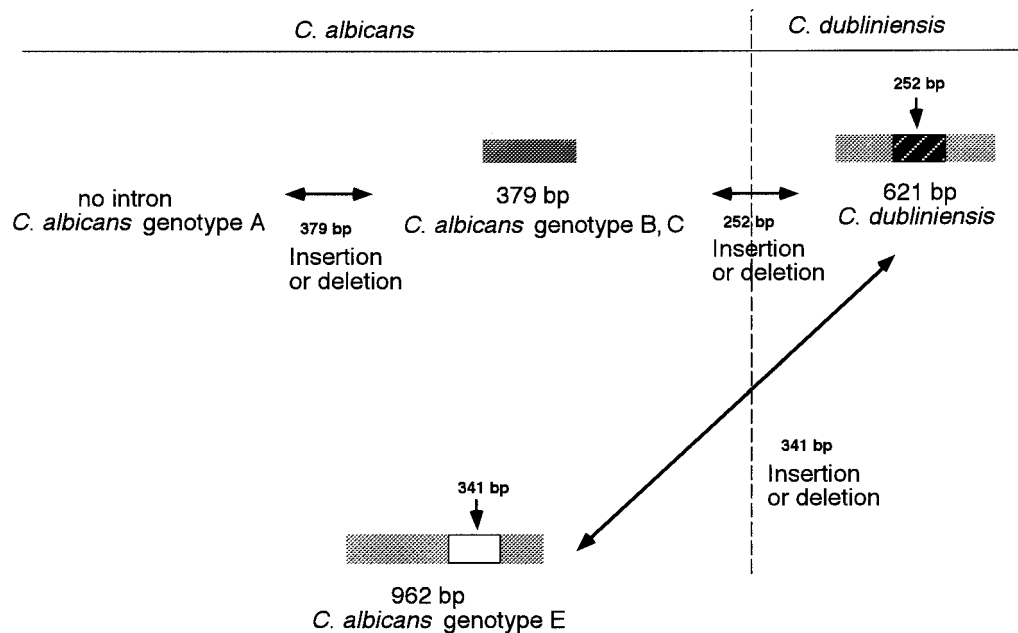 C. albicans
C. dubliniensis
252 bp
no intron
C. albicans genotype A
379 bp
Insertion
or deletion
379 bp
C. albicans genotype B, C
252 bp
Insertion
or deletion
621 bp
C. dubliniensis
341 bp
Insertion
or deletion
341 bp
962 bp
C. albicans genotype E